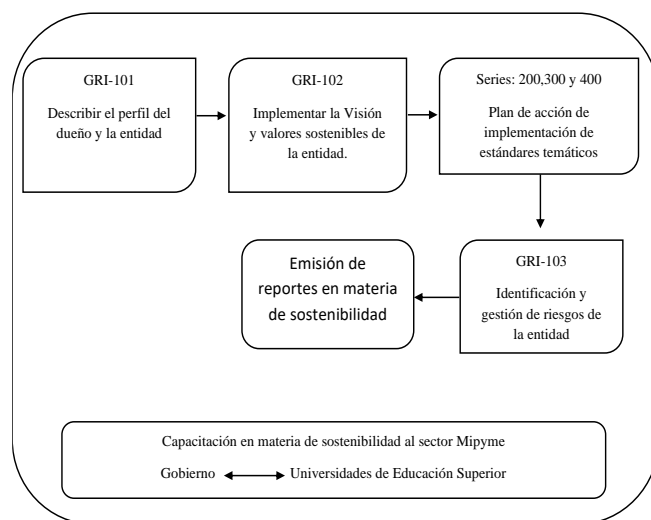 GRI-101
Describir el perfil del
dueño y la entidad
GRI-102
Implementar la Visión
y valores sostenibles de
la entidad.
Series: 200,300 y 400
Plan de acción de
implementación de
estándares temáticos
GRI-103
Identificación y
gestión de riesgos de
la entidad
Emisión de
reportes en materia
de sostenibilidad
Capacitación en materia de sostenibilidad al sector Mipyme
Gobierno Universidades de Educación Superior